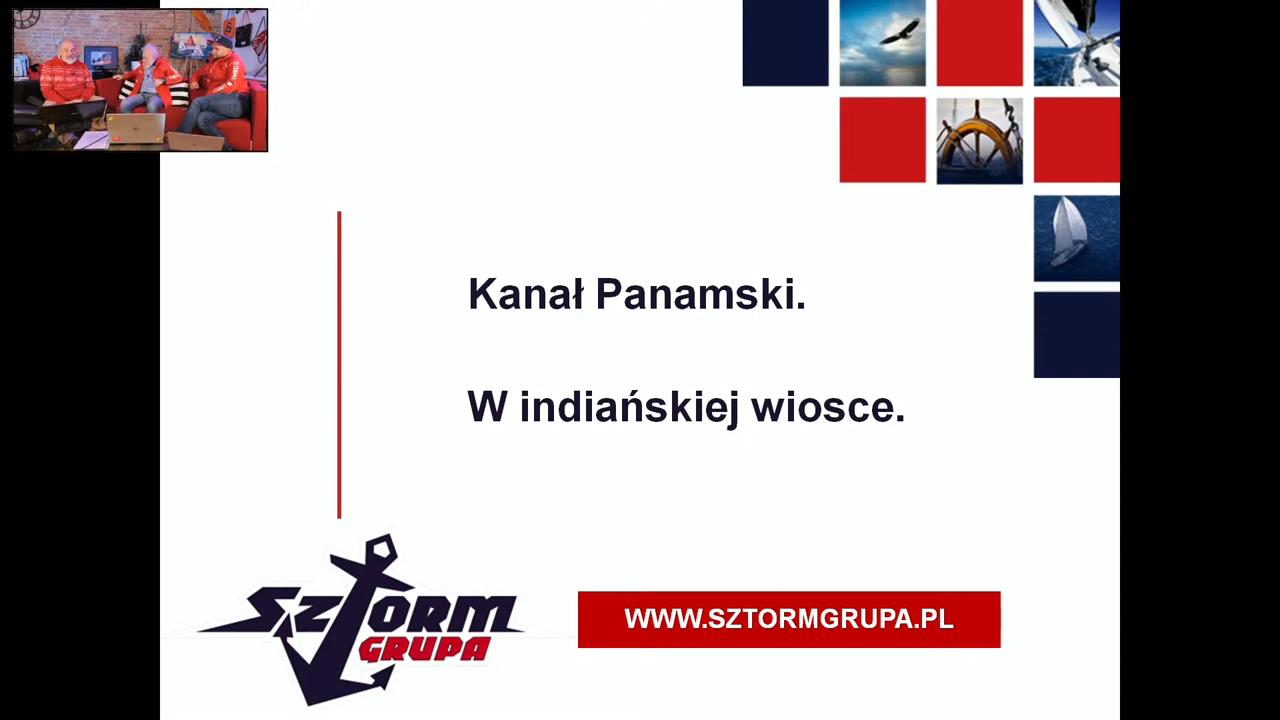 Kanał Panamski.
W indiańskiej wiosce.
SZTORM
GRUPA
WWW.SZTORMGRUPA.PL